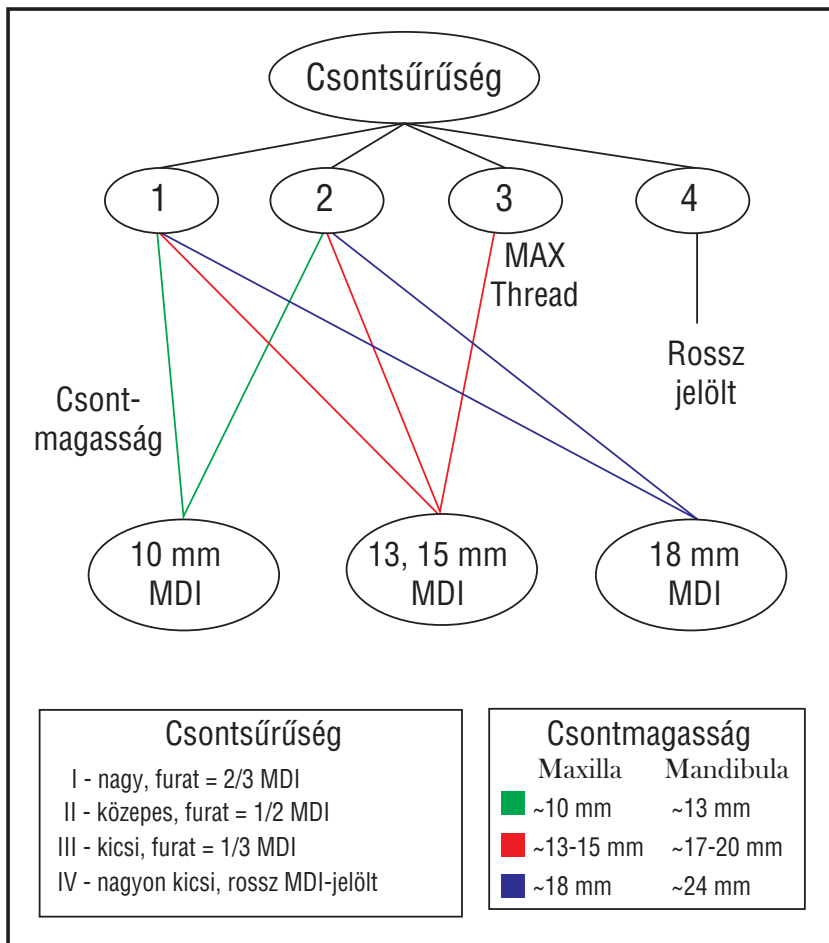 Csontsűrűség
1
2
3
4
MAX
Thread
Rossz
jelölt
Csont-
magasság
10 mm
MDI
13, 15 mm
MDI
18 mm
MDI
Csontsűrűség
I - nagy, furat = 2/3 MDI
II - közepes, furat = 1/2 MDI
III - kicsi, furat = 1/3 MDI
IV - nagyon kicsi, rossz MDI-jelölt
Csontmagasság
Maxilla Mandibula
~10 mm ~13 mm
~13-15 mm ~17-20 mm
~18 mm ~24 mm